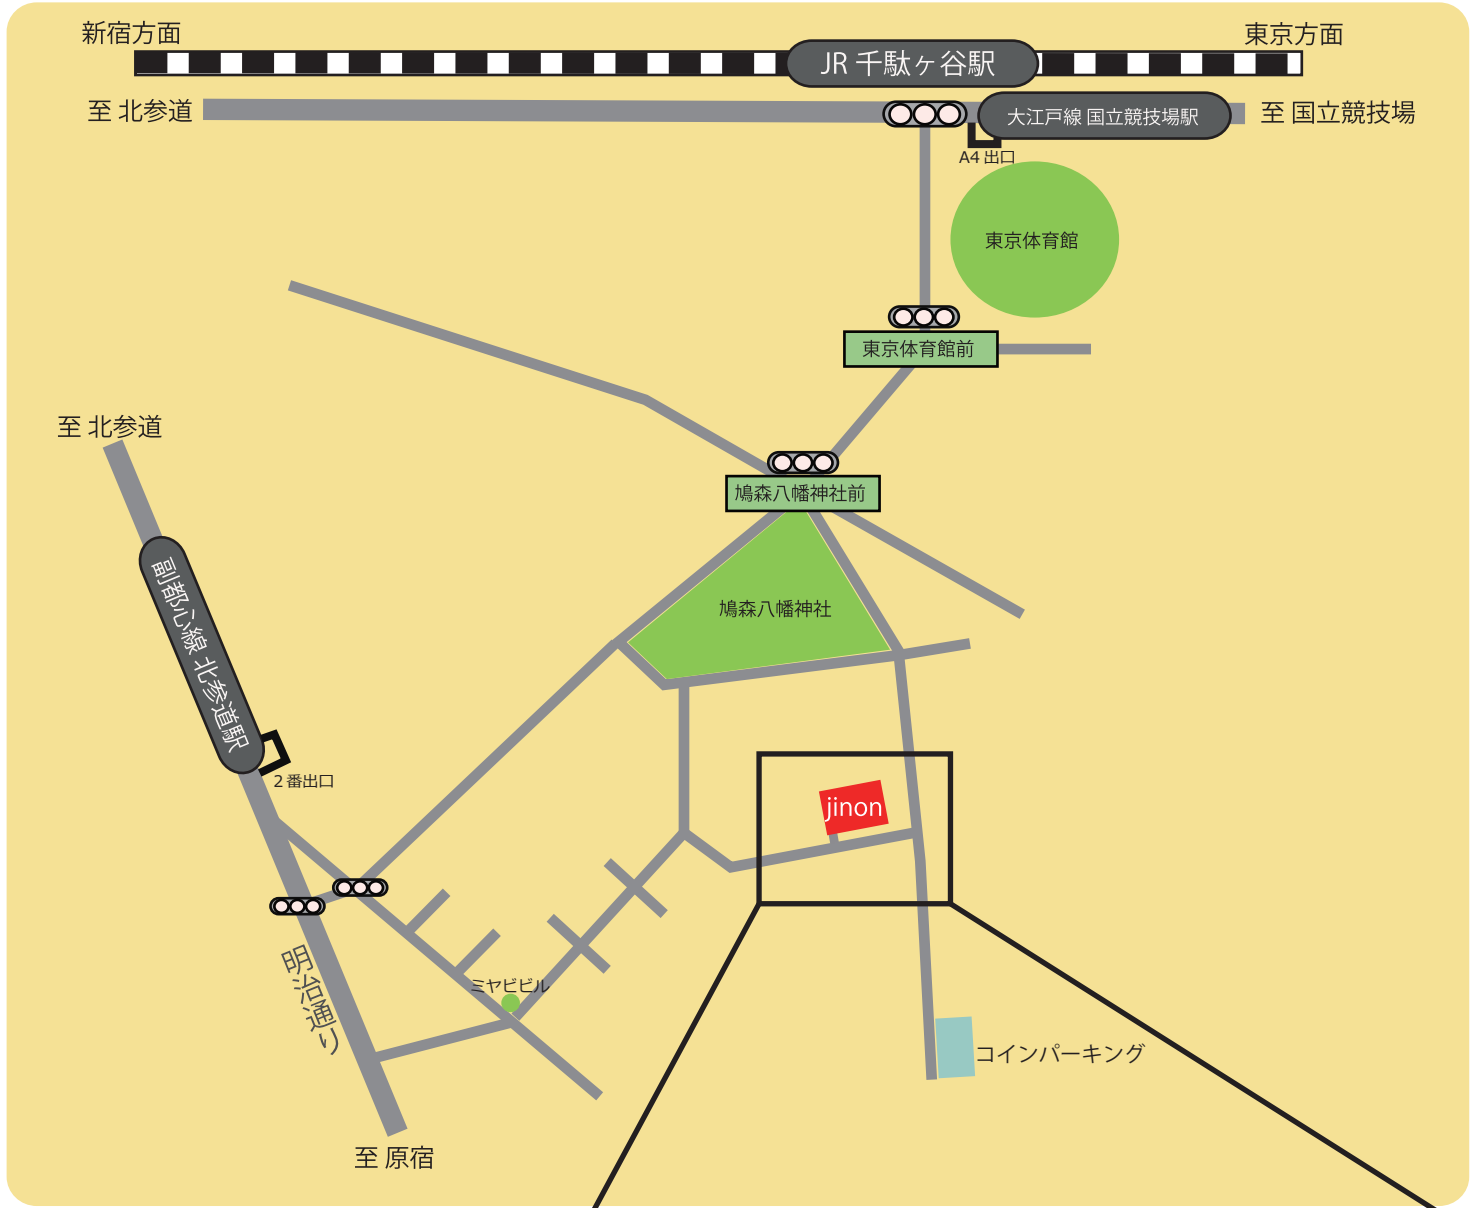 新宿方面
東京方面
JR 千駄ヶ谷駅
至 北参道
大江戸線 国立競技場駅
至 国立競技場
A4 出口
東京体育館
東京体育館前
至 北参道
鳩森八幡神社前
副都心線 北参道駅
鳩森八幡神社
2 番出口
jinon
明治通り
ミヤビビル
コインパーキング
至 原宿